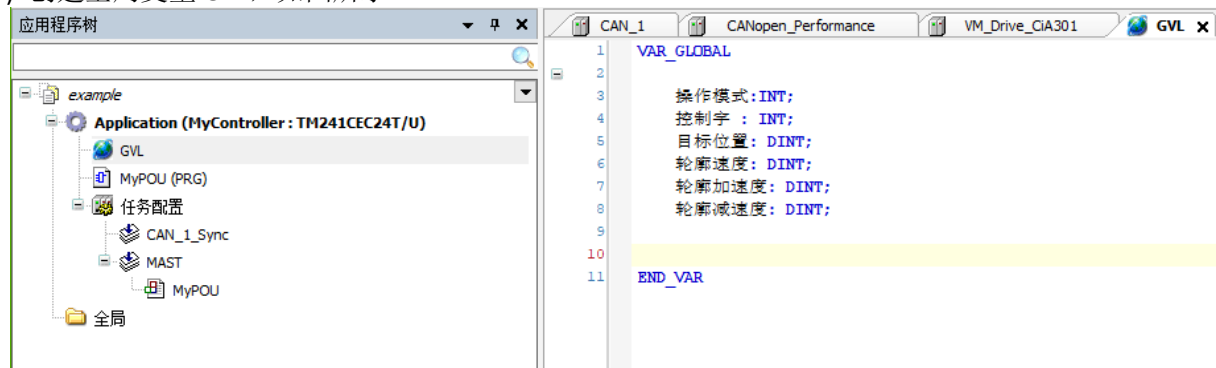 应用程序树
CAN_1
CANopen_Performance
VM_Drive_CiA301
GVL
example
Application (MyController : TM241CEC24T/U)
GVL
MyPOU (PRG)
任务配置
CAN_1_Sync
MAST
MyPOU
全局
1 VAR_GLOBAL
2
3 操作模式:INT;
4 控制字 : INT;
5 目标位置: DINT;
6 轮廓速度: DINT;
7 轮廓加速度: DINT;
8 轮廓减速度: DINT;
9
10
11 END_VAR